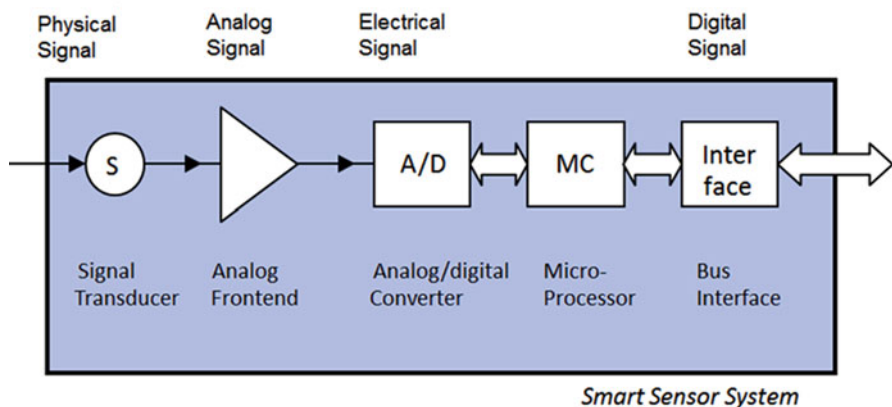 Physical
Signal
Analog
Signal
Electrical
Signal
Digital
Signal
S
A/D
MC
Inter
face
Signal
Transducer
Analog
Frontend
Analog/digital
Converter
Micro-
Processor
Bus
Interface
Smart Sensor System